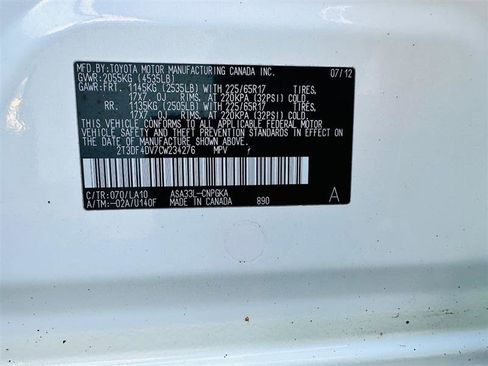 MFD.BY:TOYOTA MOTOR MANUFACTURING CANADA INC. 07/12
GVWR:2055KG (4535LB)
GAWR:FRT. 1145KG (2535LB) WITH 225/65R17 TIRES,
17X7 OJ RIMS, AT 220KPA (32PSI) COLD
RR. 1135KG (2505LB) WITH 225/65R17 TIRES,
17X7 OJ RIMS, AT 220KPA (32PSI) COLD
THIS VEHICLE CONFORMS TO ALL APPLICABLE FEDERAL MOTOR
VEHICLE SAFETY AND THEFT PREVENTION STANDARDS IN EFFECT
ON THE DATE OF MANUFACTURE SHOWN ABOVE.
2T3DF4DV7CW234276 MPV
C/TR:070/LA10 ASA33L-CNPGKA
A/TM:-02A/U140F MADE IN CANADA 890 A